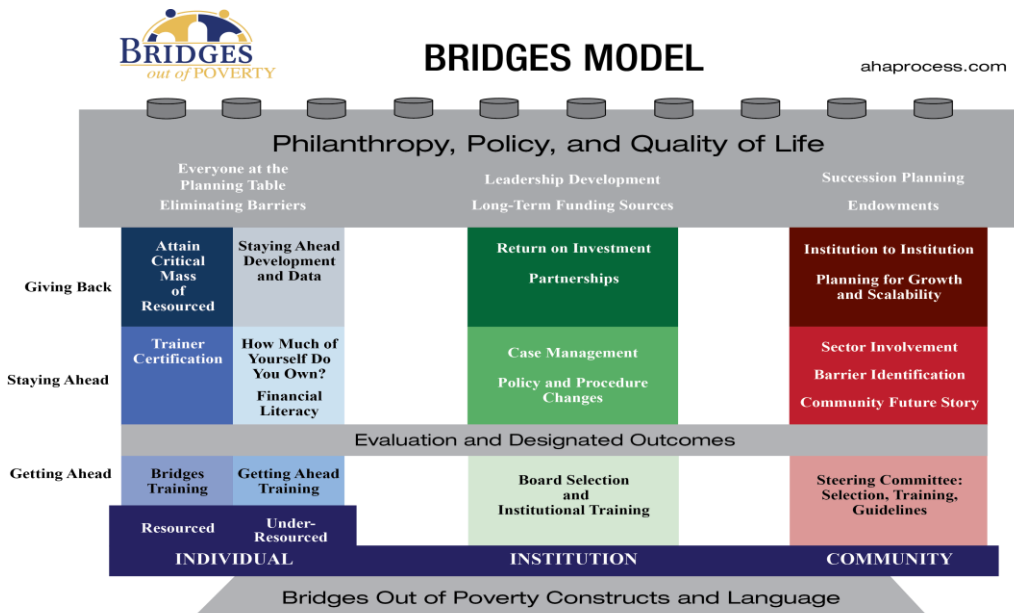 BRIDGES
out of POVERTY
BRIDGES MODEL
ahaprocess.com
Philanthropy, Policy, and Quality of Life
Everyone at the
Planning Table
Eliminating Barriers
Leadership Development
Long-Term Funding Sources
Succession Planning
Endowments
Giving Back
Attain
Critical
Mass
of
Resourced
Staying Ahead
Development
and Data
Return on Investment
Partnerships
Institution to Institution
Planning for Growth
and Scalability
Staying Ahead
Trainer
Certification
How Much of
Yourself Do
You Own?
Financial
Literacy
Case Management
Policy and Procedure
Changes
Sector Involvement
Barrier Identification
Community Future Story
Evaluation and Designated Outcomes
Getting Ahead
Bridges
Training
Getting Ahead
Training
Board Selection
and
Institutional Training
Steering Committee:
Selection, Training,
Guidelines
Resourced
Under-
Resourced
INDIVIDUAL
INSTITUTION
COMMUNITY
Bridges Out of Poverty Constructs and Language